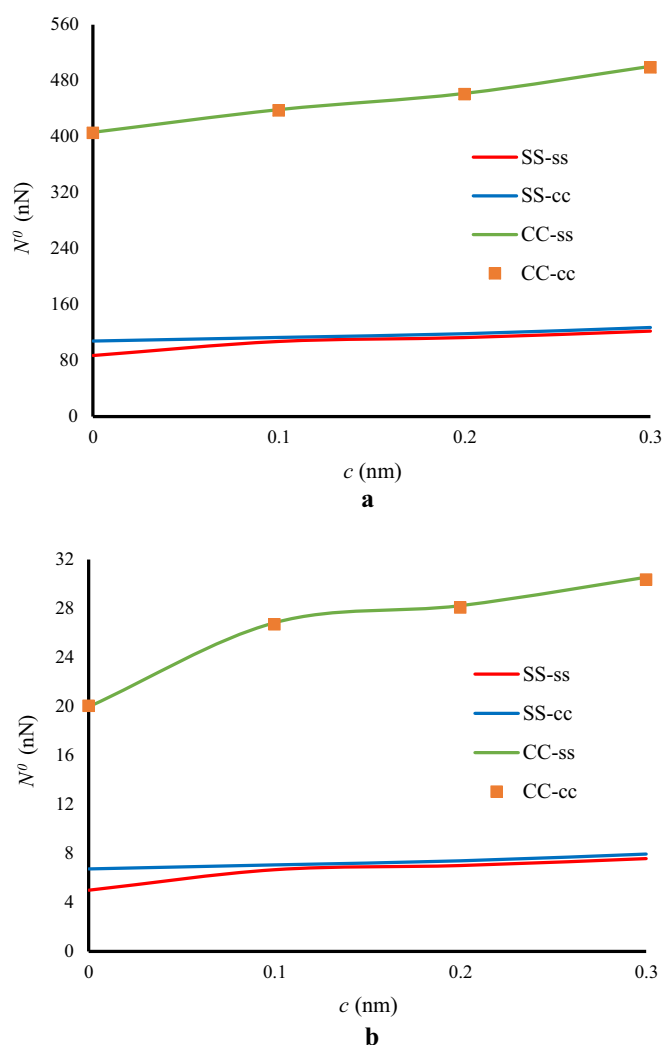 560
480
400
320
240
160
80
0
N⁰ (nN)
SS-ss
SS-cc
CC-ss
CC-cc
0 0.1 0.2 0.3
c (nm)
a
32
28
24
20
16
12
8
4
0
N⁰ (nN)
SS-ss
SS-cc
CC-ss
CC-cc
0 0.1 0.2 0.3
c (nm)
b